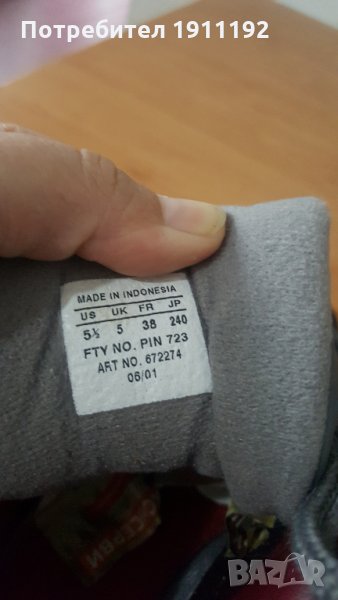 Потребител 1911192
MADE IN INDONESIA
US UK FR JP
5½ 5 38 240
FTY NO. PIN 723
ART NO. 672274
06/01
BAZAR